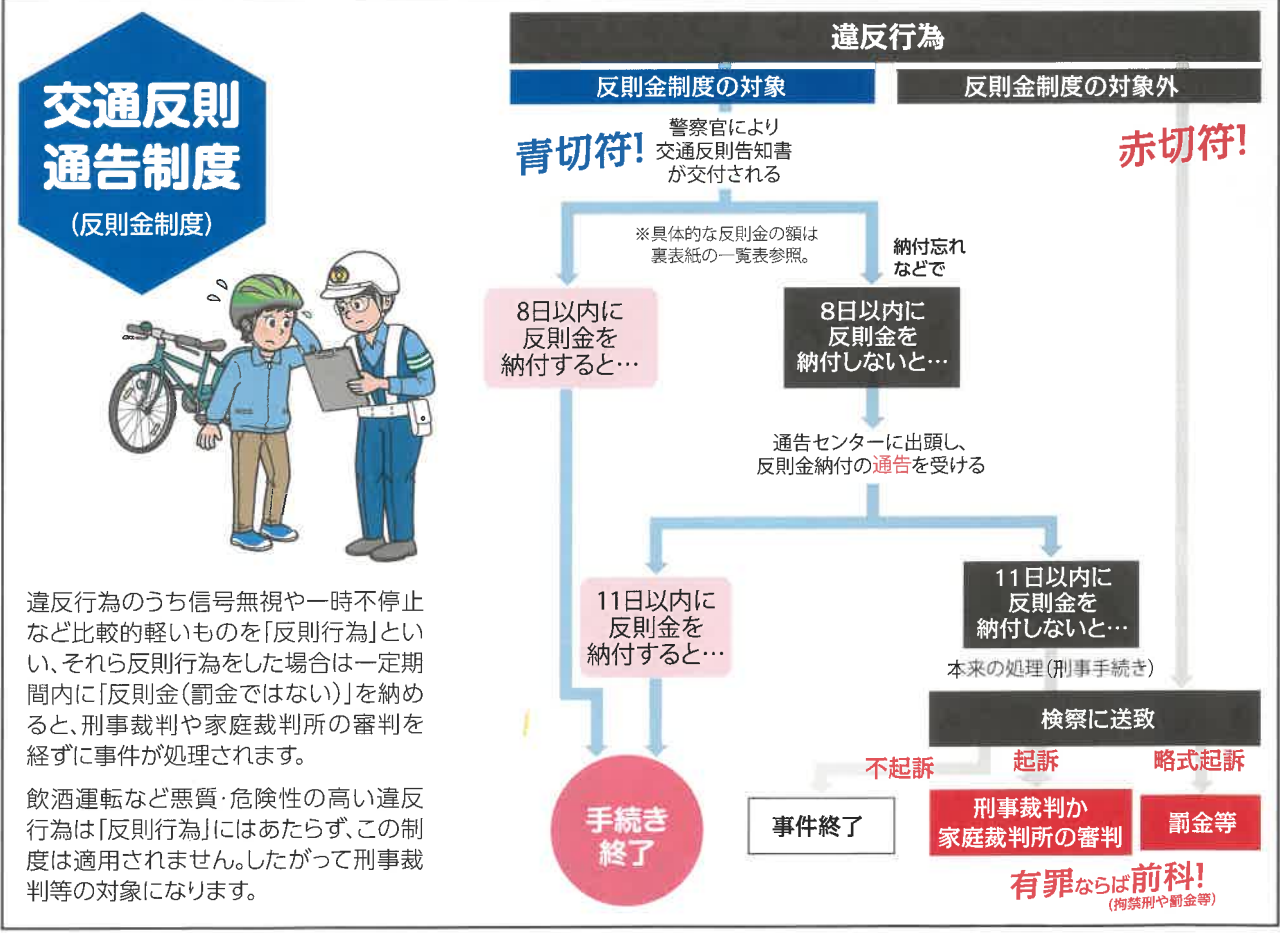 交通反則
通告制度
(反則金制度)
違反行為のうち信号無視や一時不停止
など比較的軽いものを「反則行為」とい
い、それら反則行為をした場合は一定期
間内に「反則金(罰金ではない)」を納め
ると、刑事裁判や家庭裁判所の審判を
経ずに事件が処理されます。
飲酒運転など悪質・危険性の高い違反
行為は「反則行為」にはあたらず、この制
度は適用されません。したがって刑事裁
判等の対象になります。
違反行為
反則金制度の対象
反則金制度の対象外
青切符!
警察官により
交通反則告知書
が交付される
赤切符!
※具体的な反則金の額は
裏表紙の一覧表参照。
納付忘れ
などで
8日以内に
反則金を
納付すると…
8日以内に
反則金を
納付しないと…
通告センターに出頭し、
反則金納付の通告を受ける
11日以内に
反則金を
納付すると…
11日以内に
反則金を
納付しないと…
本来の処理(刑事手続き)
検察に送致
不起訴
起訴
略式起訴
手続き
終了
事件終了
刑事裁判か
家庭裁判所の審判
罰金等
有罪ならば前科!
(拘禁刑や罰金等)